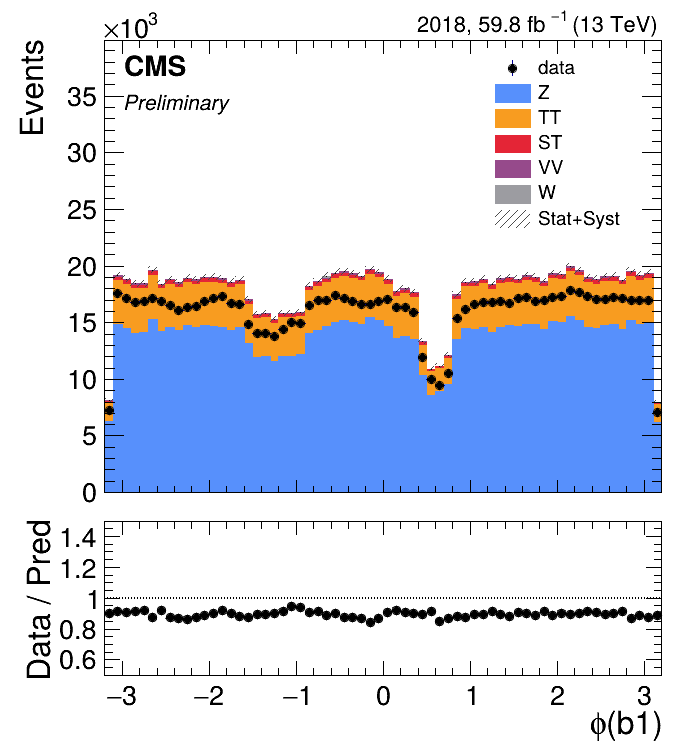 ×10³
2018, 59.8 fb⁻¹ (13 TeV)
CMS
Preliminary
data
Z
TT
ST
VV
W
Stat+Syst
Events
35
30
25
20
15
10
5
0
Data / Pred
1.4
1.2
1
0.8
0.6
−3 −2 −1 0 1 2 3
ϕ(b1)